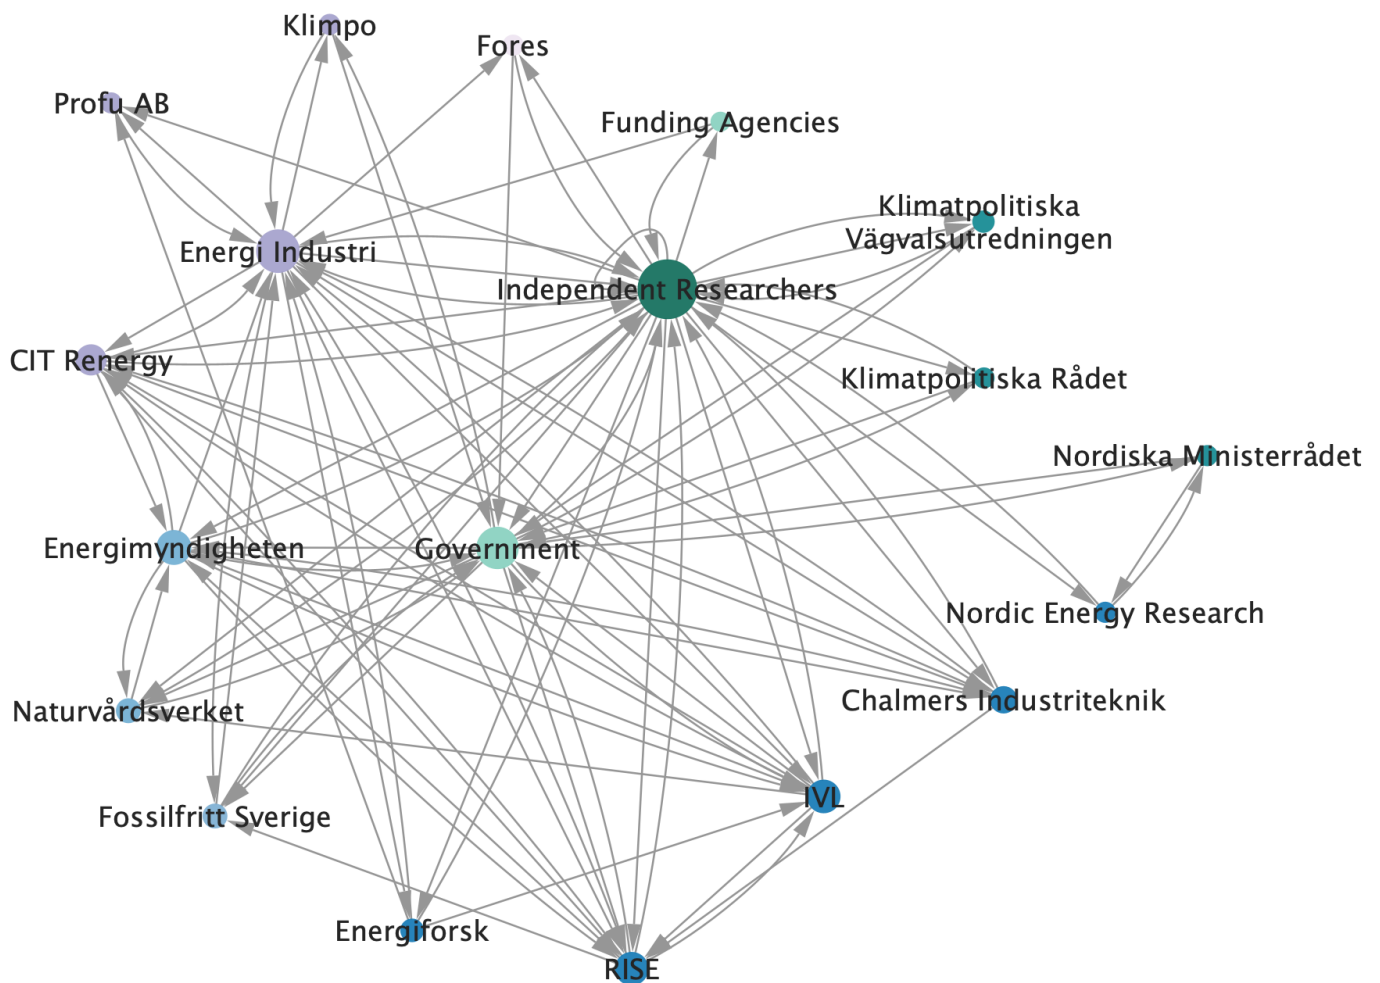 Klimpo
Fores
Profu AB
Funding Agencies
Klimatpolitiska
Vägvalsutredningen
Energi Industri
Independent Researchers
CIT Renergy
Klimatpolitiska Rådet
Nordiska Ministerrådet
Energimyndigheten
Government
Nordic Energy Research
Chalmers Industriteknik
Naturvårdsverket
IVL
Fossilfritt Sverige
Energiforsk
RISE